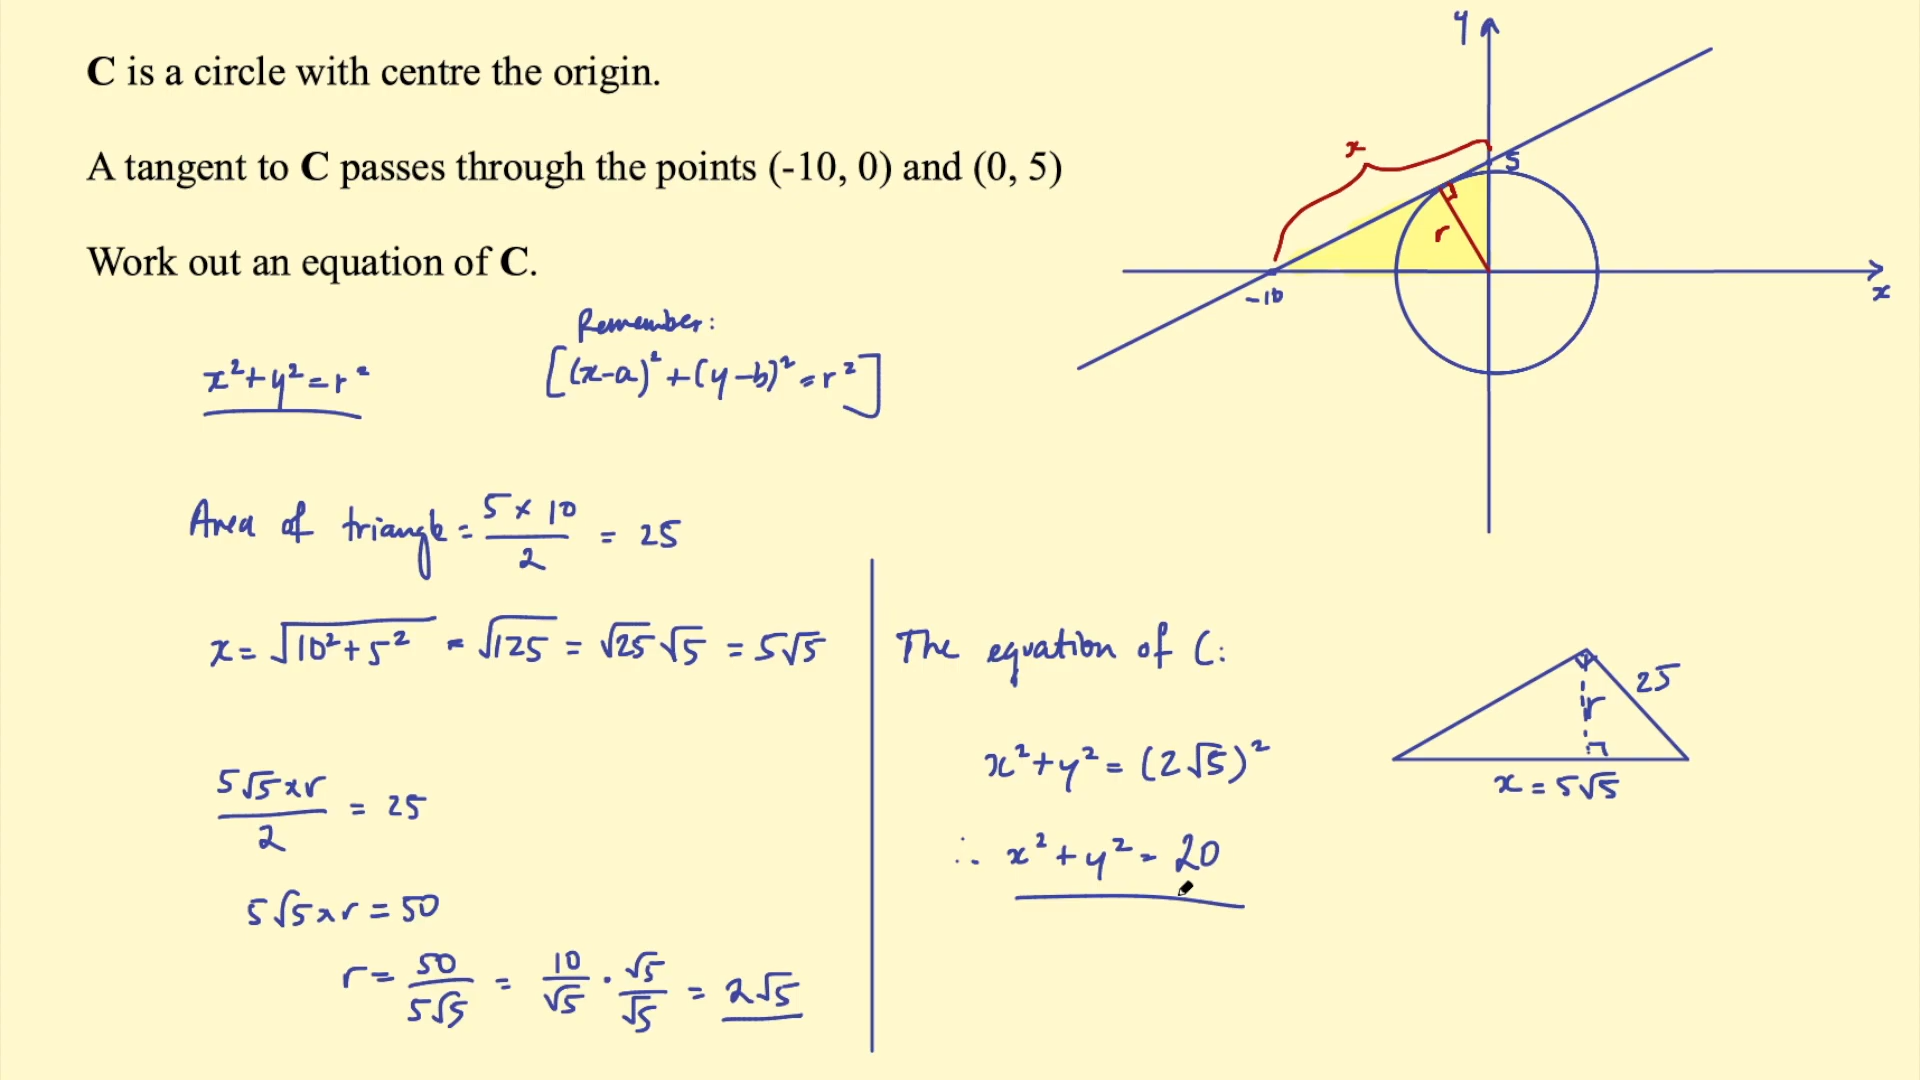 C is a circle with centre the origin.
A tangent to C passes through the points (-10, 0) and (0, 5)
Work out an equation of C.
y
x
5
r
-10
x
Remember:
x²+y²=r²
[(x-a)²+(y-b)²=r²]
Area of triangle = 5×10/2 = 25
x = √10²+5² = √125 = √25√5 = 5√5
5√5×r/2 = 25
5√5×r = 50
r = 50/5√5 = 10/√5 · √5/√5 = 2√5
The equation of C:
x²+y² = (2√5)²
∴ x²+y² = 20
25
r
x = 5√5